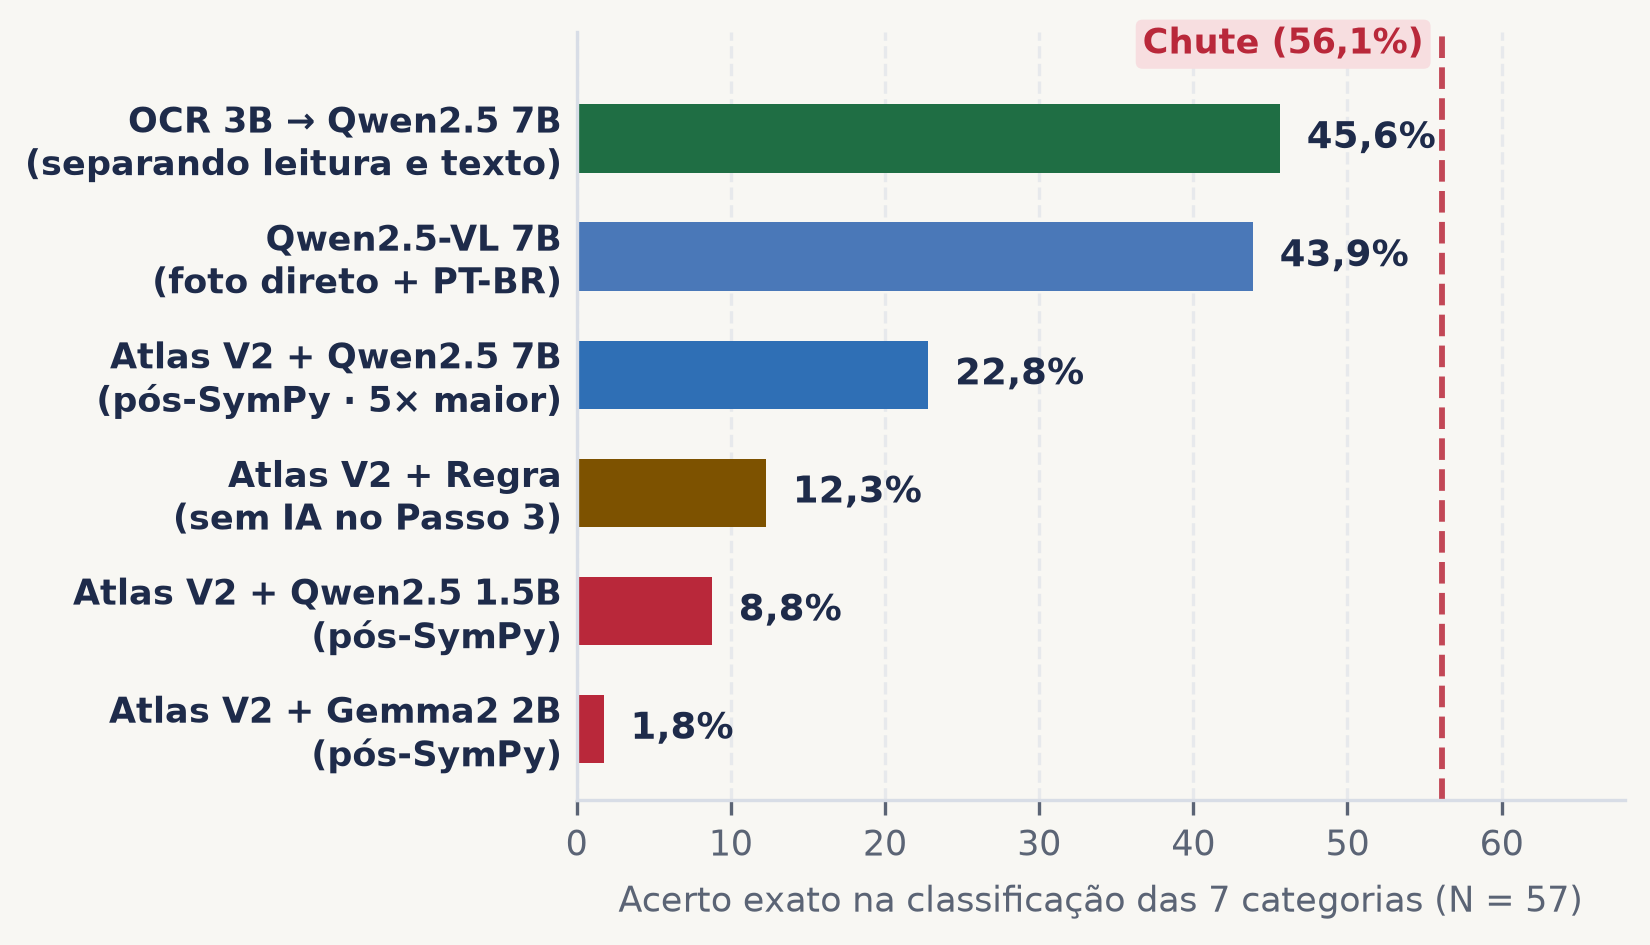 Chute (56,1%)
OCR 3B → Qwen2.5 7B
(separando leitura e texto)
45,6%
Qwen2.5-VL 7B
(foto direto + PT-BR)
43,9%
Atlas V2 + Qwen2.5 7B
(pós-SymPy · 5× maior)
22,8%
Atlas V2 + Regra
(sem IA no Passo 3)
12,3%
Atlas V2 + Qwen2.5 1.5B
(pós-SymPy)
8,8%
Atlas V2 + Gemma2 2B
(pós-SymPy)
1,8%
0 10 20 30 40 50 60
Acerto exato na classificação das 7 categorias (N = 57)